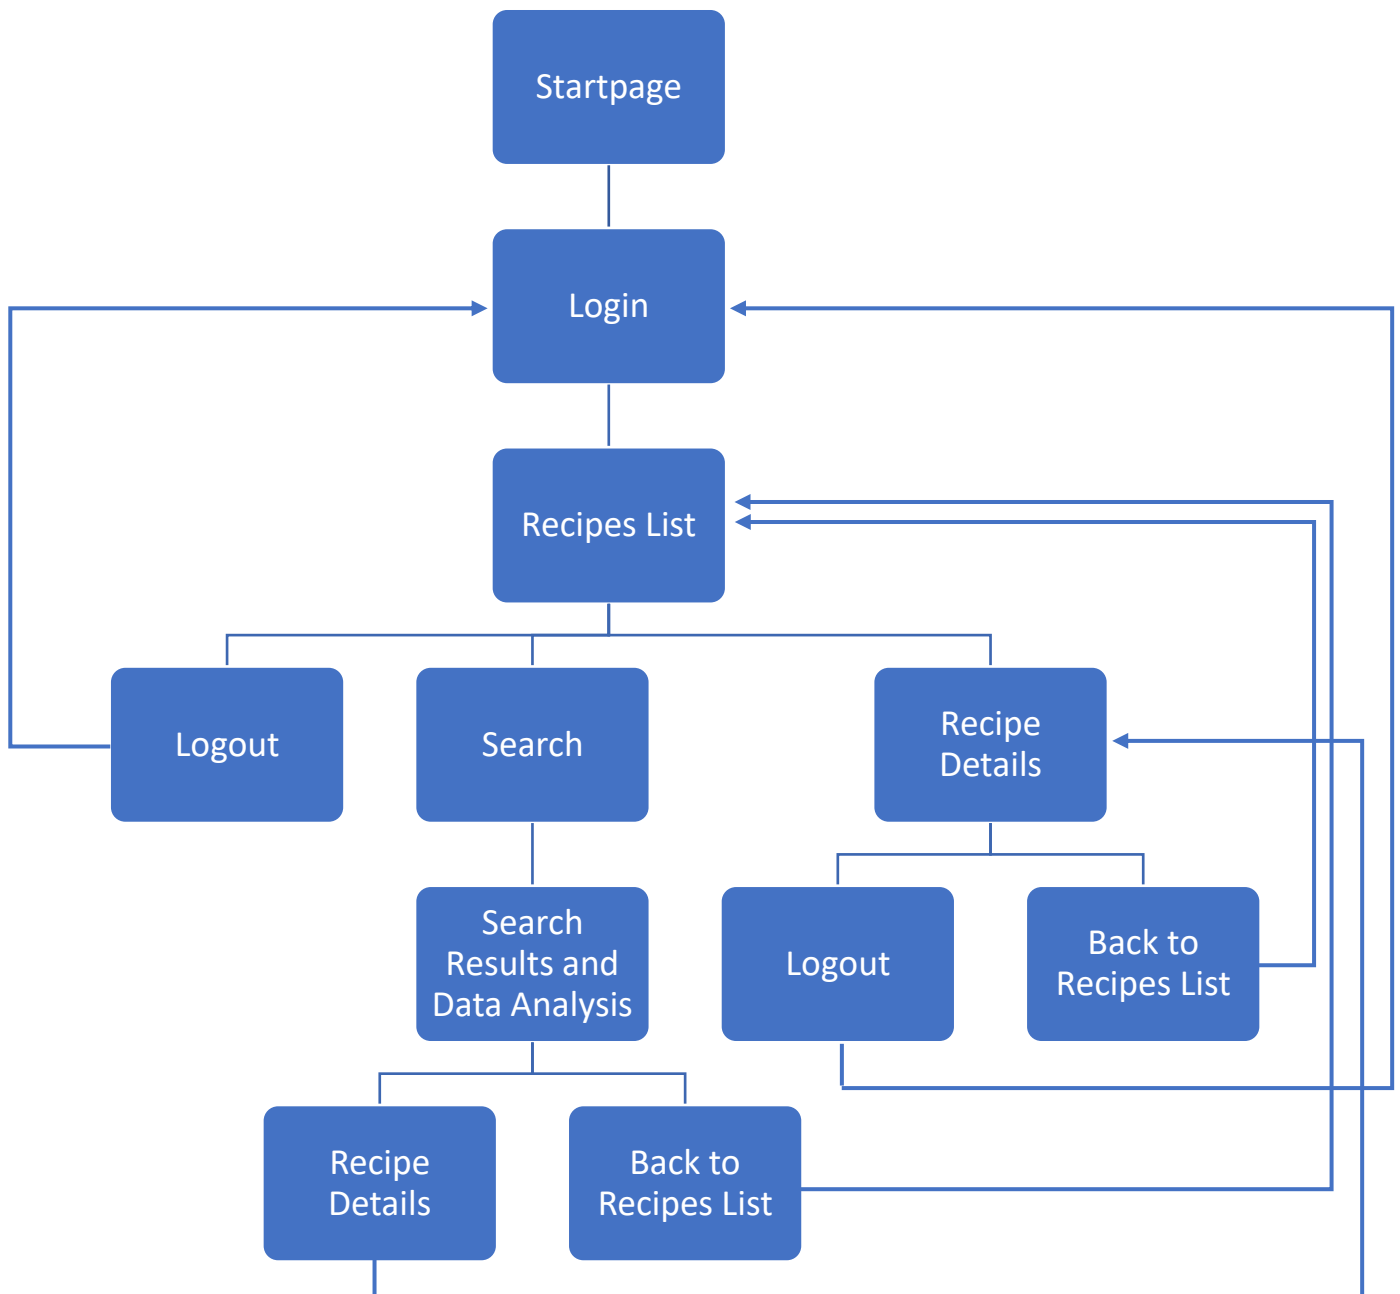 Startpage
Login
Recipes List
Logout
Search
Recipe
Details
Search
Results and
Data Analysis
Logout
Back to
Recipes List
Recipe
Details
Back to
Recipes List